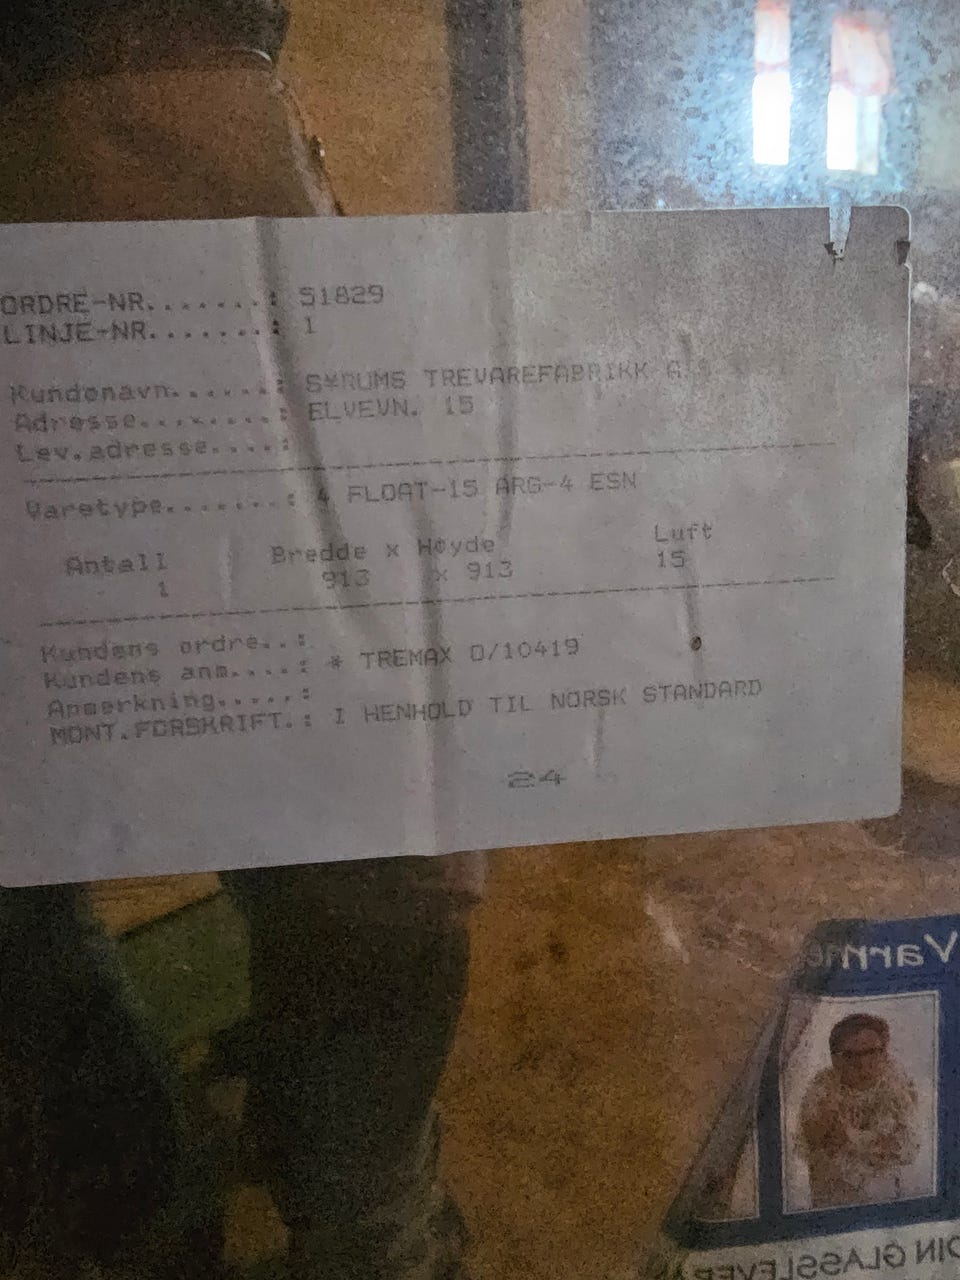 ORDRE-NR.......: 51829
LINJE-NR.......: 1
Kundenavn......: S¥RUMS TREVAREFABRIKK A
Adresse........: ELVEVN. 15
Lev.adresse....:
Varetype.......: 4 FLOAT-15 ARG-4 ESN
Antall Bredde x Høyde Luft
1 913 x 913 15
Kundens ordre..:
Kundens anm....: * TREMAX O/10419
Anmerkning.....:
MONT.FORSKRIFT.: I HENHOLD TIL NORSK STANDARD
24